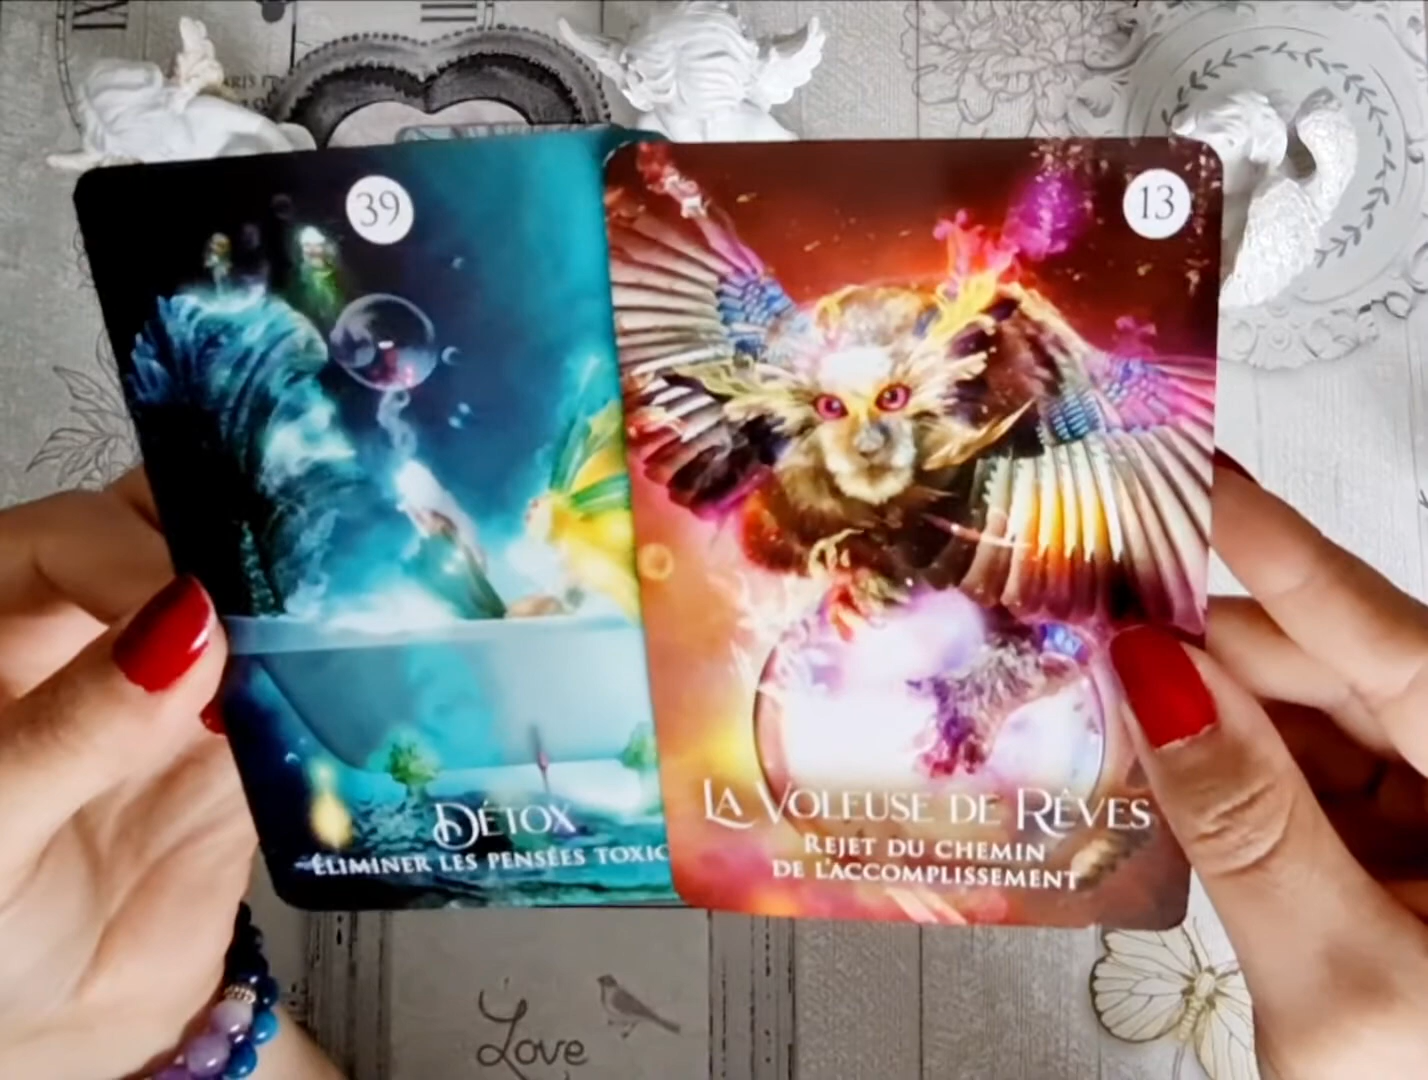 39
13
DÉTOX
ÉLIMINER LES PENSÉES TOXIC
LA VOLEUSE DE RÊVES
REJET DU CHEMIN
DE L'ACCOMPLISSEMENT
Love